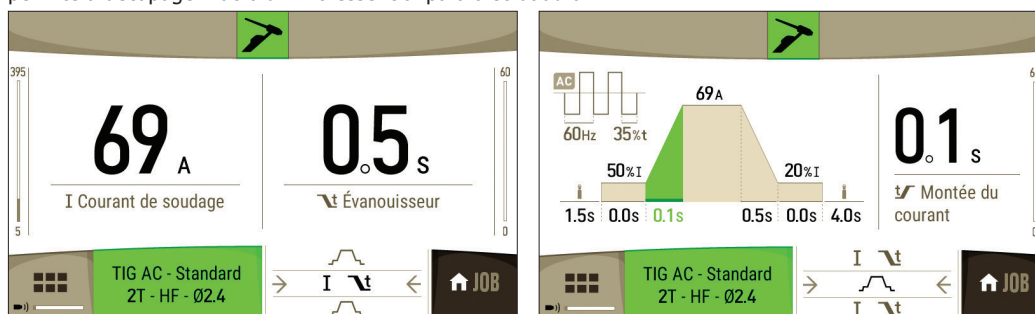 395
60
69 A
0.5 s
I Courant de soudage
t Évanouisseur
5
0
TIG AC - Standard
2T - HF - Ø2.4
I t
JOB
AC
69A
60Hz 35%t
50%I
20%I
1.5s 0.0s 0.1s 0.5s 0.0s 4.0s
0.1 s
t Montée du
courant
TIG AC - Standard
2T - HF - Ø2.4
I t
I t
JOB